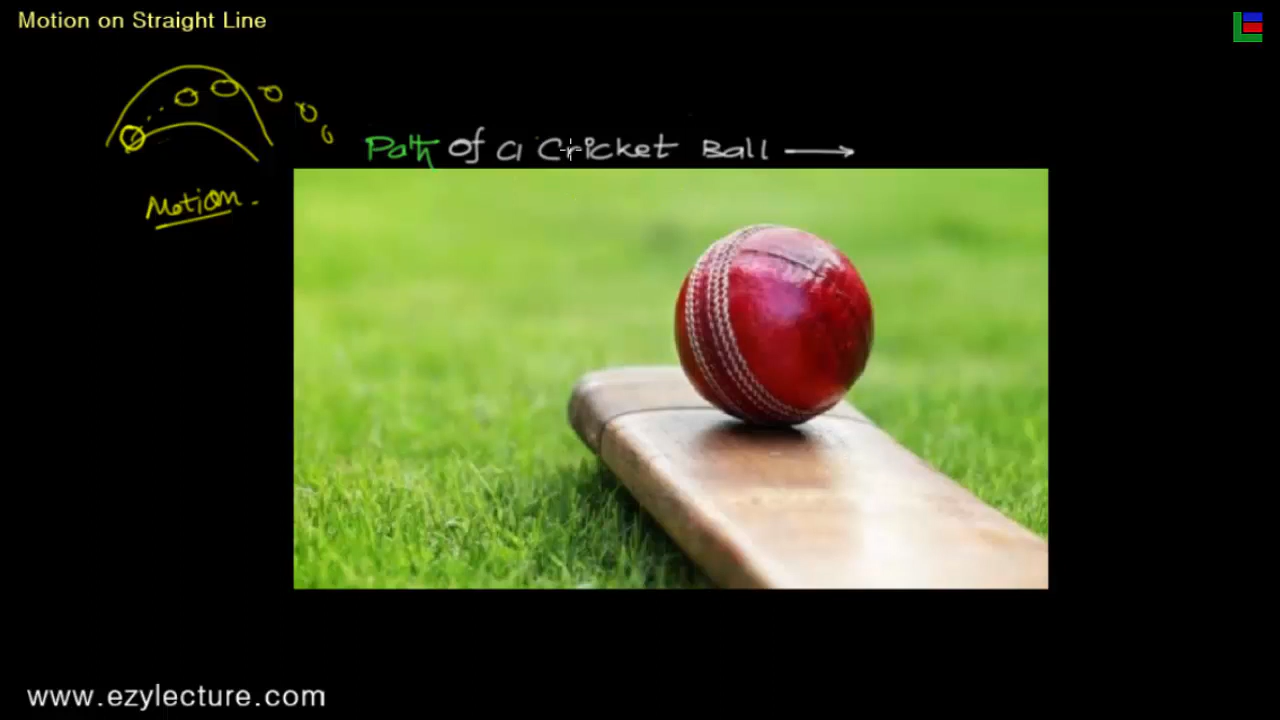 Motion on Straight Line
Path of a Cricket Ball →
Motion.
www.ezylecture.com